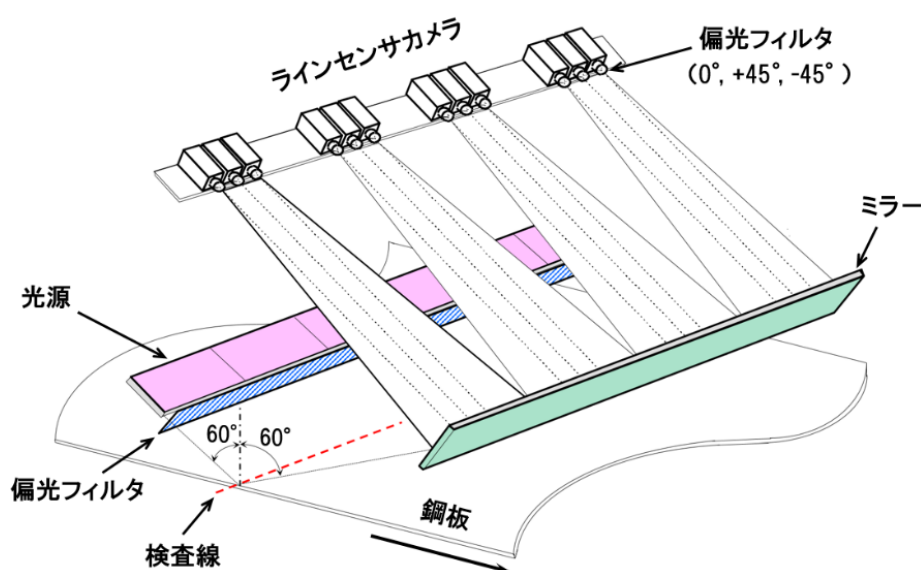 ラインセンサカメラ
偏光フィルタ
(0°, +45°, -45° )
ミラー
光源
60°
60°
偏光フィルタ
検査線
鋼板